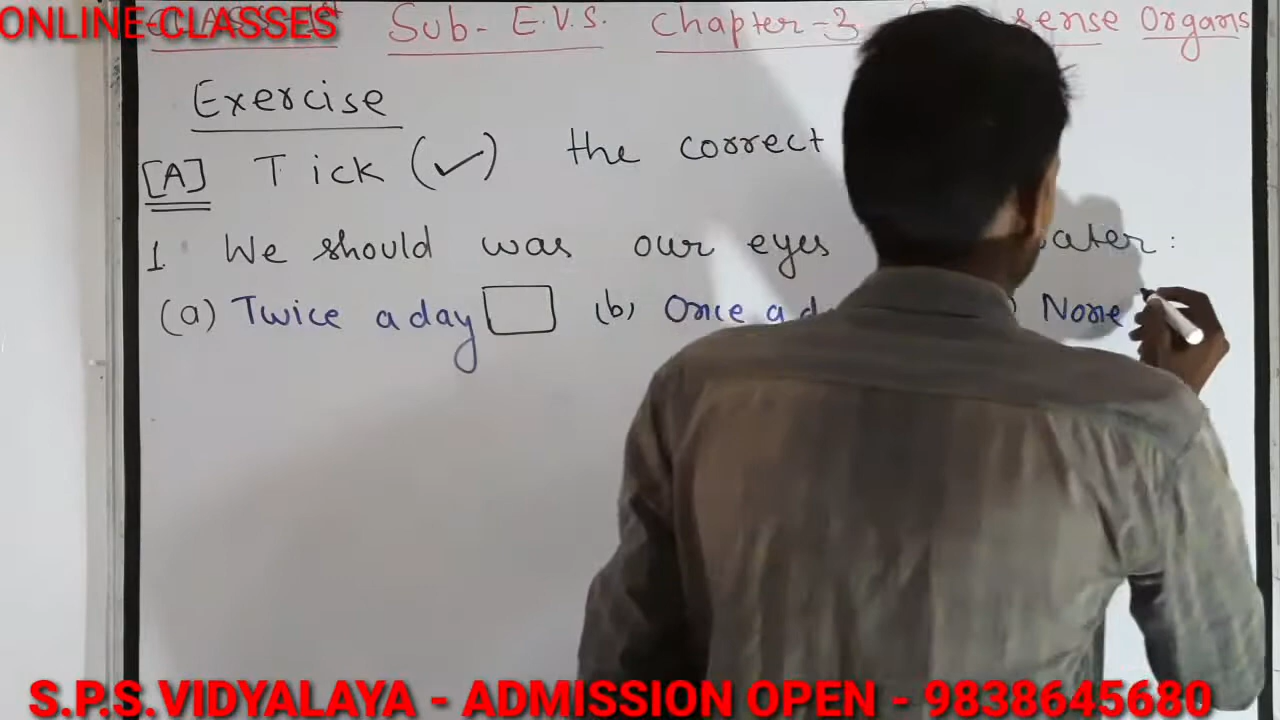 ONLINE CLASSES
Sub- E.V.S. Chapter-3 sense Organs
Exercise
[A] Tick (✓) the correct
1 We should was our eyes ater:
(a) Twice a day (b) Once a d None
S.P.S.VIDYALAYA - ADMISSION OPEN - 9838645680